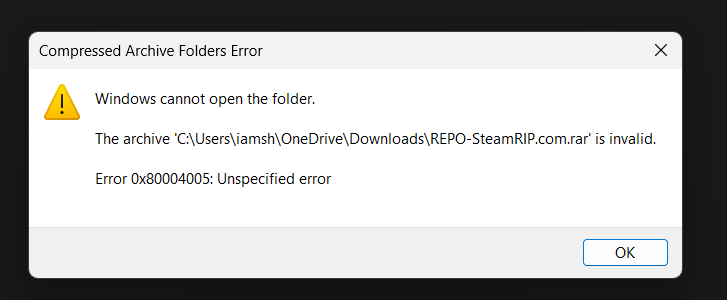 Compressed Archive Folders Error
Windows cannot open the folder.
The archive 'C:\Users\iamsh\OneDrive\Downloads\REPO-SteamRIP.com.rar' is invalid.
Error 0x80004005: Unspecified error
OK